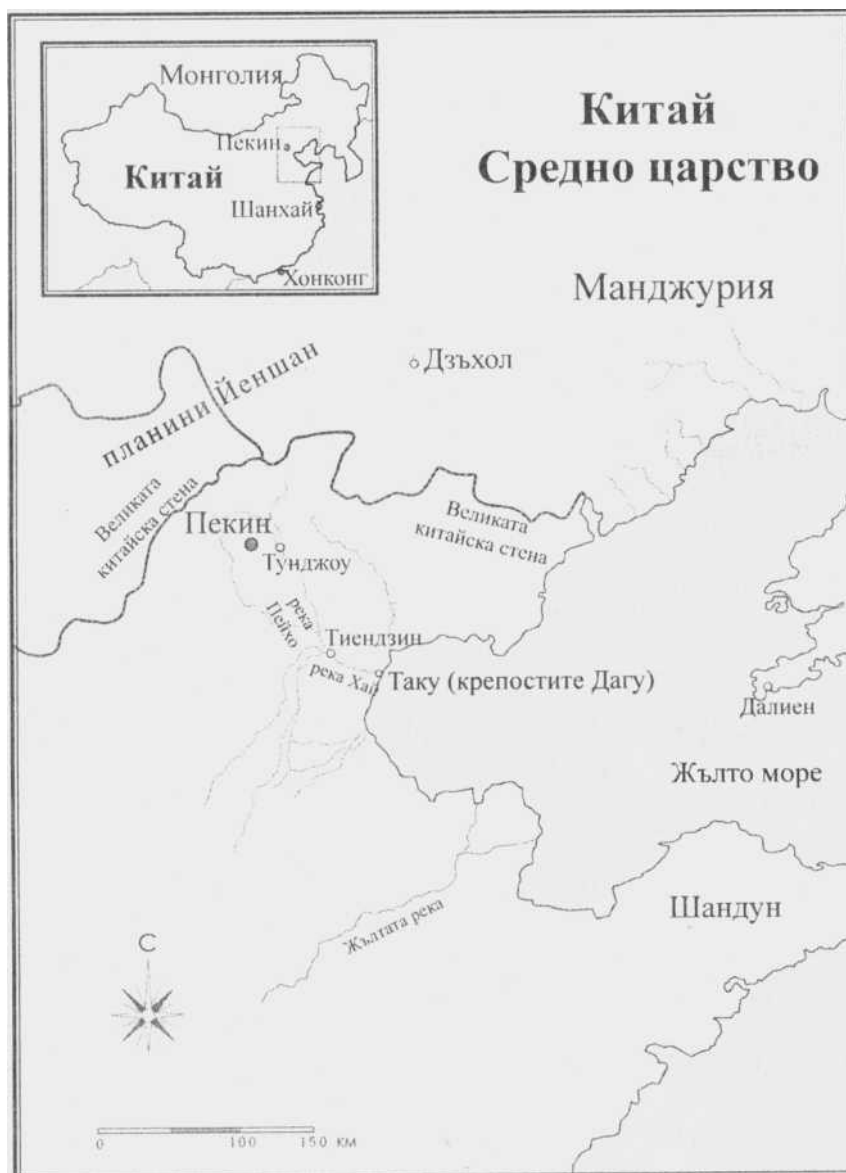 Монголия
Пекин
Китай
Шанхай
Хонконг
Китай
Средно царство
Манджурия
Дзъхол
планини Йеншан
Великата
китайска стена
Великата
китайска стена
Пекин
Тунджоу
река
Пейхо
Тиендзин
река Хай
Таку (крепостите Дагу)
Далиен
Жълто море
Шандун
Жълтата река
С
0 100 150 км